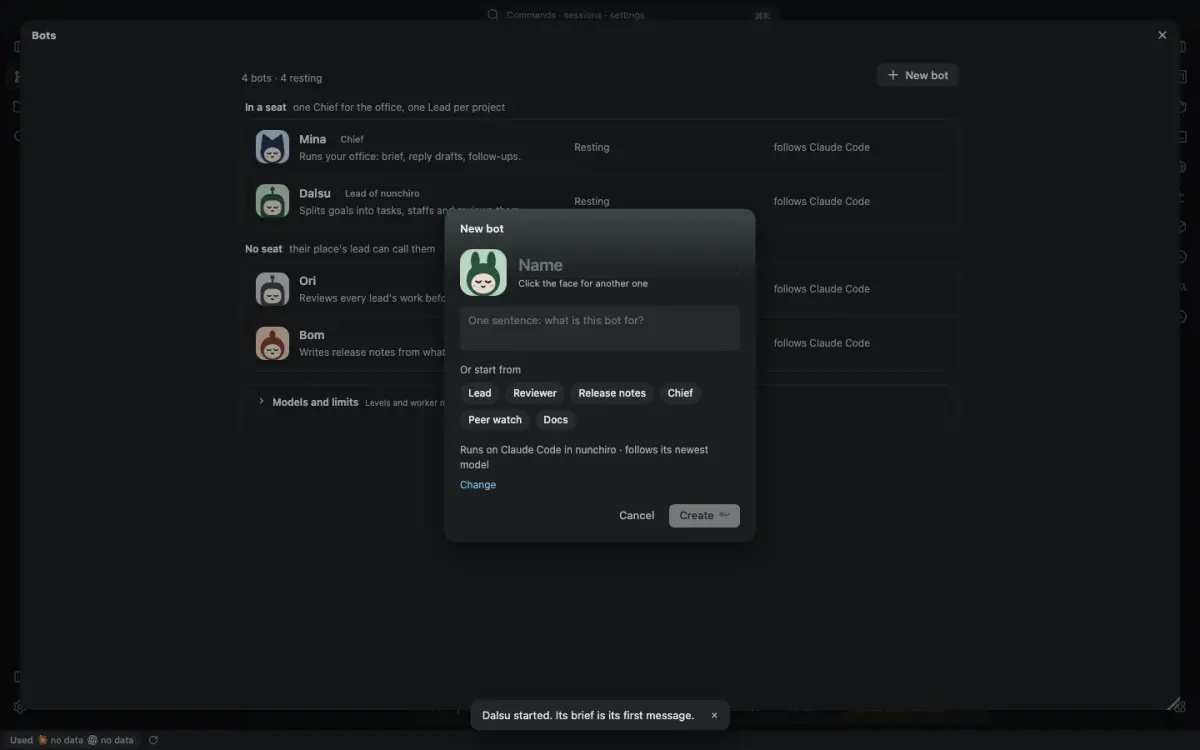 Commands · sessions · settings ⌘K
Bots
4 bots · 4 resting
New bot
In a seat one Chief for the office, one Lead per project
Mina Chief
Runs your office: brief, reply drafts, follow-ups.
Resting
follows Claude Code
Dalsu Lead of nunchiro
Splits goals into tasks, staffs and reviews them.
Resting
follows Claude Code
No seat their place's lead can call them
Ori
Reviews every lead's work
follows Claude Code
Bom
Writes release notes from what
follows Claude Code
Models and limits Levels and worker
New bot
Name
Click the face for another one
One sentence: what is this bot for?
Or start from
Lead Reviewer Release notes Chief
Peer watch Docs
Runs on Claude Code in nunchiro · follows its newest
model
Change
Cancel Create ⌘↩
Dalsu started. Its brief is its first message. ×
Used no data no data